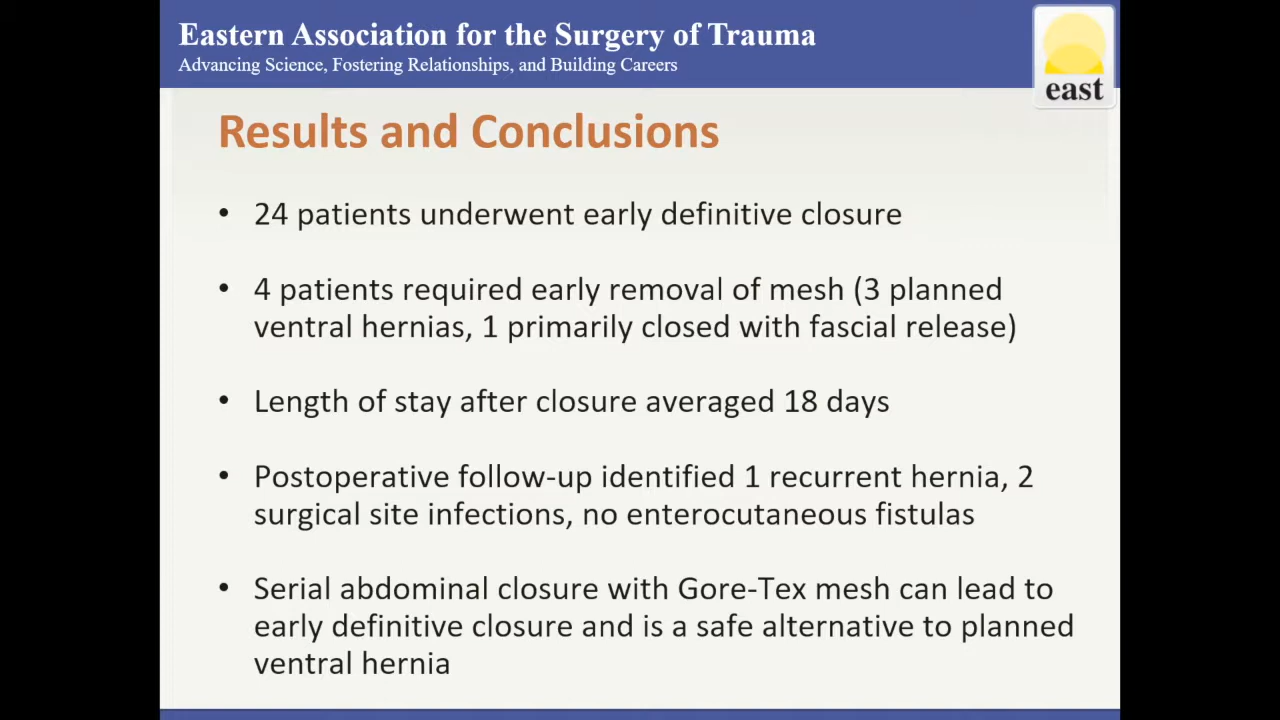 Eastern Association for the Surgery of Trauma
Advancing Science, Fostering Relationships, and Building Careers
east
Results and Conclusions
• 24 patients underwent early definitive closure
• 4 patients required early removal of mesh (3 planned
ventral hernias, 1 primarily closed with fascial release)
• Length of stay after closure averaged 18 days
• Postoperative follow-up identified 1 recurrent hernia, 2
surgical site infections, no enterocutaneous fistulas
• Serial abdominal closure with Gore-Tex mesh can lead to
early definitive closure and is a safe alternative to planned
ventral hernia